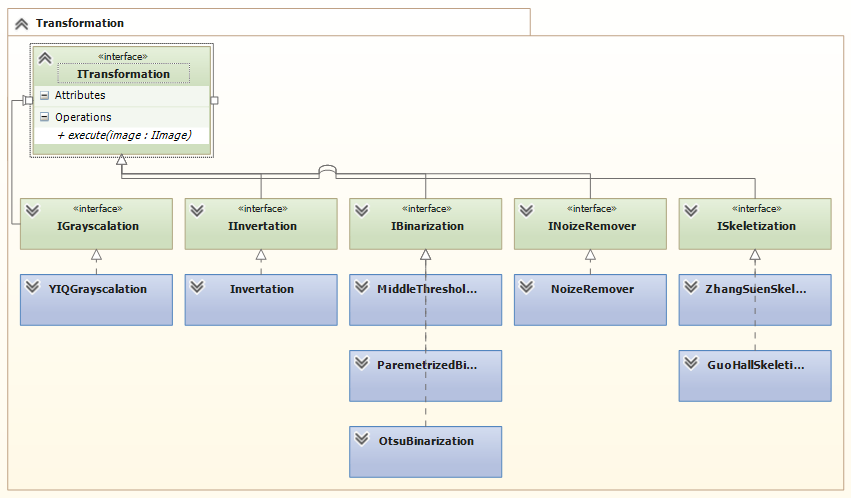 Transformation
«interface»
ITransformation
Attributes
Operations
+ execute(image : IImage)
«interface»
IGrayscalation
«interface»
IInvertation
«interface»
IBinarization
«interface»
INoizeRemover
«interface»
ISkeletization
YIQGrayscalation
Invertation
MiddleThreshol...
NoizeRemover
ZhangSuenSkel...
ParemetrizedBi...
GuoHallSkeleti...
OtsuBinarization